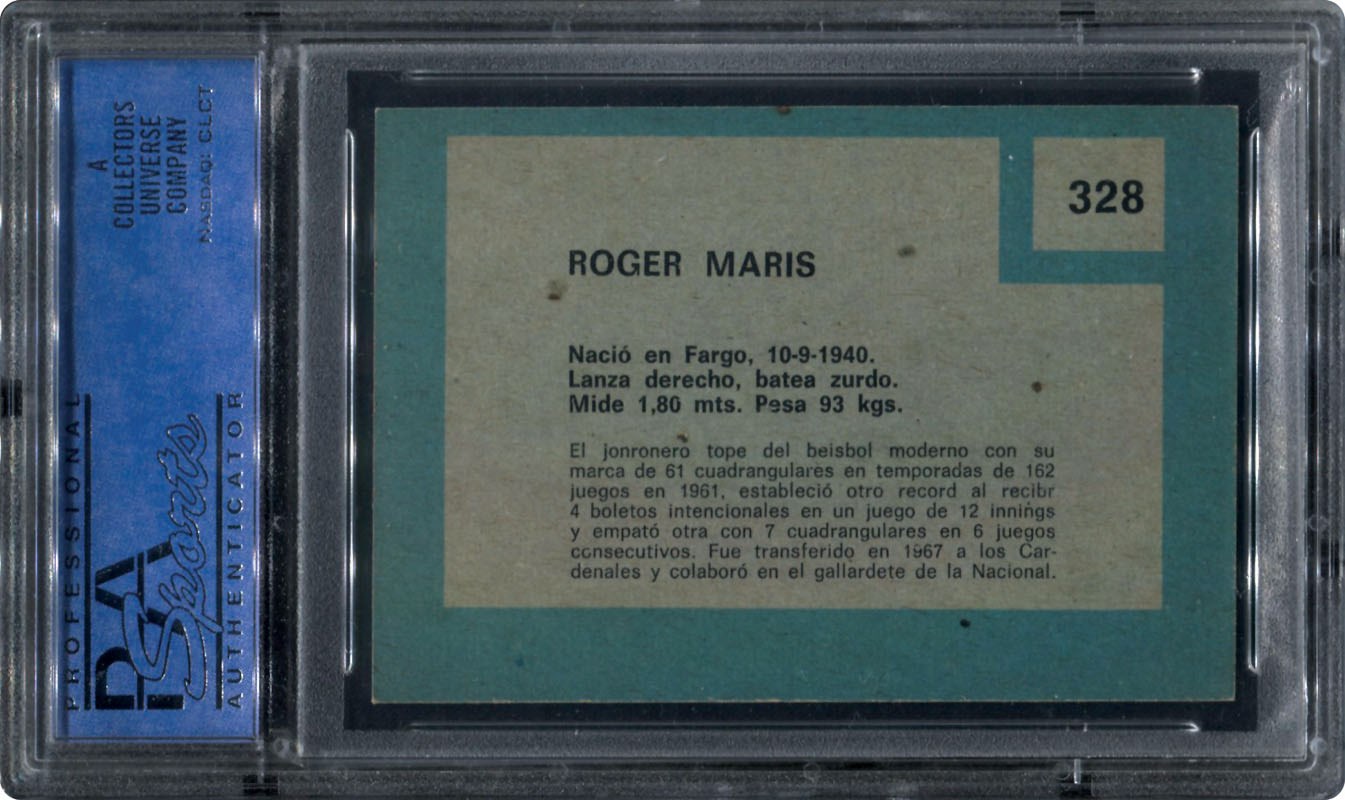 A
COLLECTORS
UNIVERSE
COMPANY
NASDAQ: CLCT
PROFESSIONAL
PSA
Sports
AUTHENTICATOR
328
ROGER MARIS
Nació en Fargo, 10-9-1940.
Lanza derecho, batea zurdo.
Mide 1,80 mts. Pesa 93 kgs.
El jonronero tope del beisbol moderno con su
marca de 61 cuadrangulares en temporadas de 162
juegos en 1961, estableció otro record al recibr
4 boletos intencionales en un juego de 12 innings
y empató otra con 7 cuadrangulares en 6 juegos
consecutivos. Fue transferido en 1967 a los Car-
denales y colaboró en el gallardete de la Nacional.